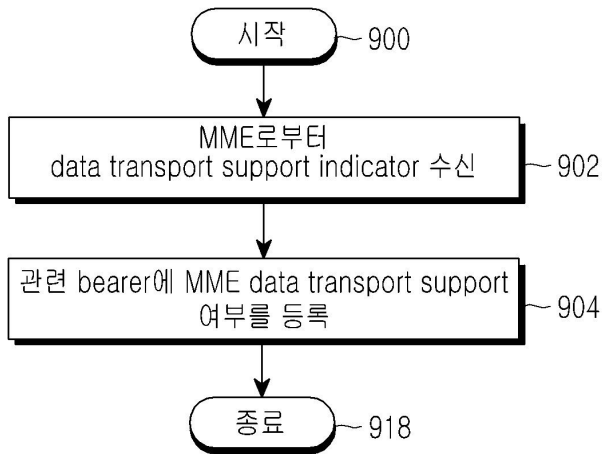 시작
900
MME로부터
data transport support indicator 수신
902
관련 bearer에 MME data transport support
여부를 등록
904
종료
918